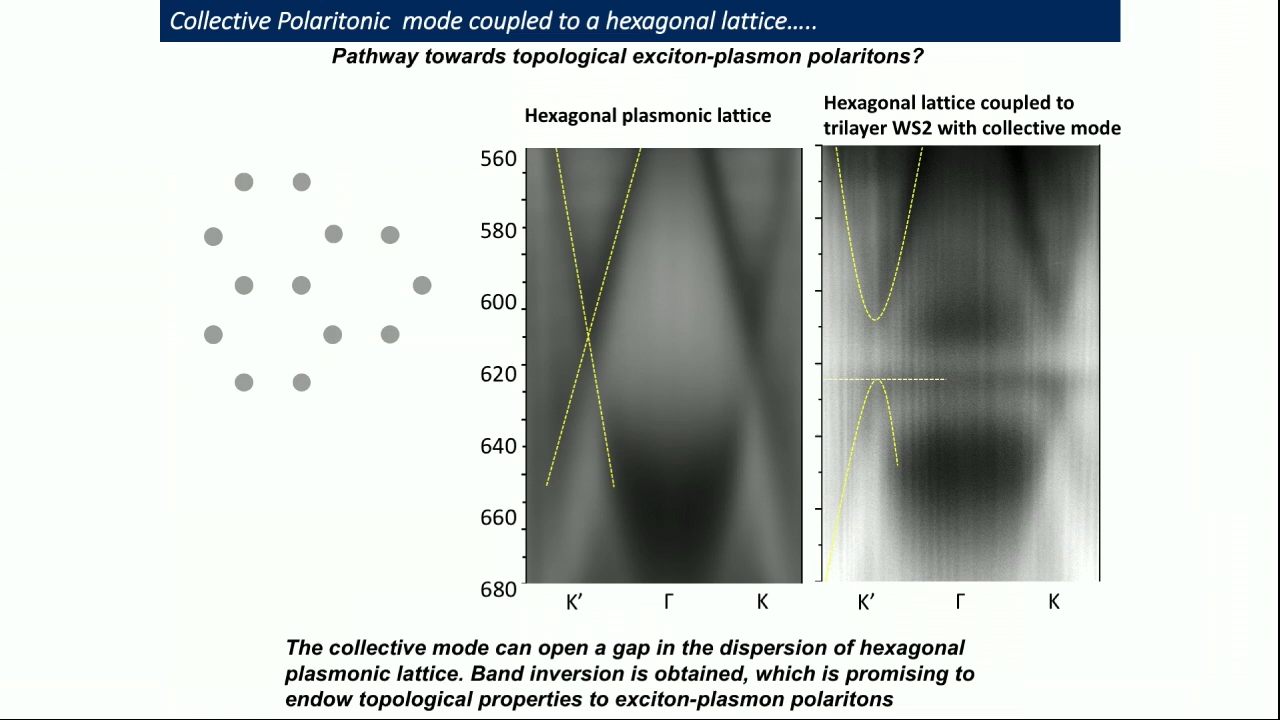 Collective Polaritonic mode coupled to a hexagonal lattice.....
Pathway towards topological exciton-plasmon polaritons?
Hexagonal plasmonic lattice
Hexagonal lattice coupled to
trilayer WS2 with collective mode
560
580
600
620
640
660
680
K’ Γ K
K’ Γ K
The collective mode can open a gap in the dispersion of hexagonal
plasmonic lattice. Band inversion is obtained, which is promising to
endow topological properties to exciton-plasmon polaritons